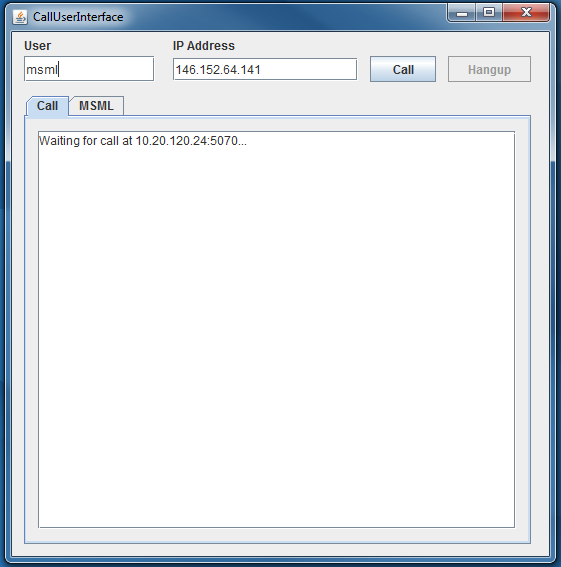 CallUserInterface
User IP Address
msml 146.152.64.141 Call Hangup
Call MSML
Waiting for call at 10.20.120.24:5070...